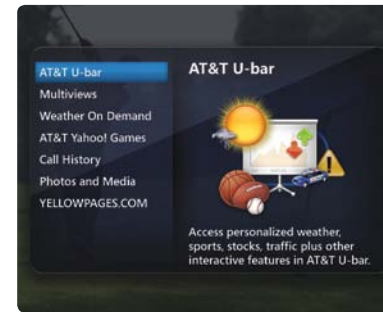 AT&T U-bar
Multiviews
Weather On Demand
AT&T Yahoo! Games
Call History
Photos and Media
YELLOWPAGES.COM
AT&T U-bar
Access personalized weather,
sports, stocks, traffic plus other
interactive features in AT&T U-bar.